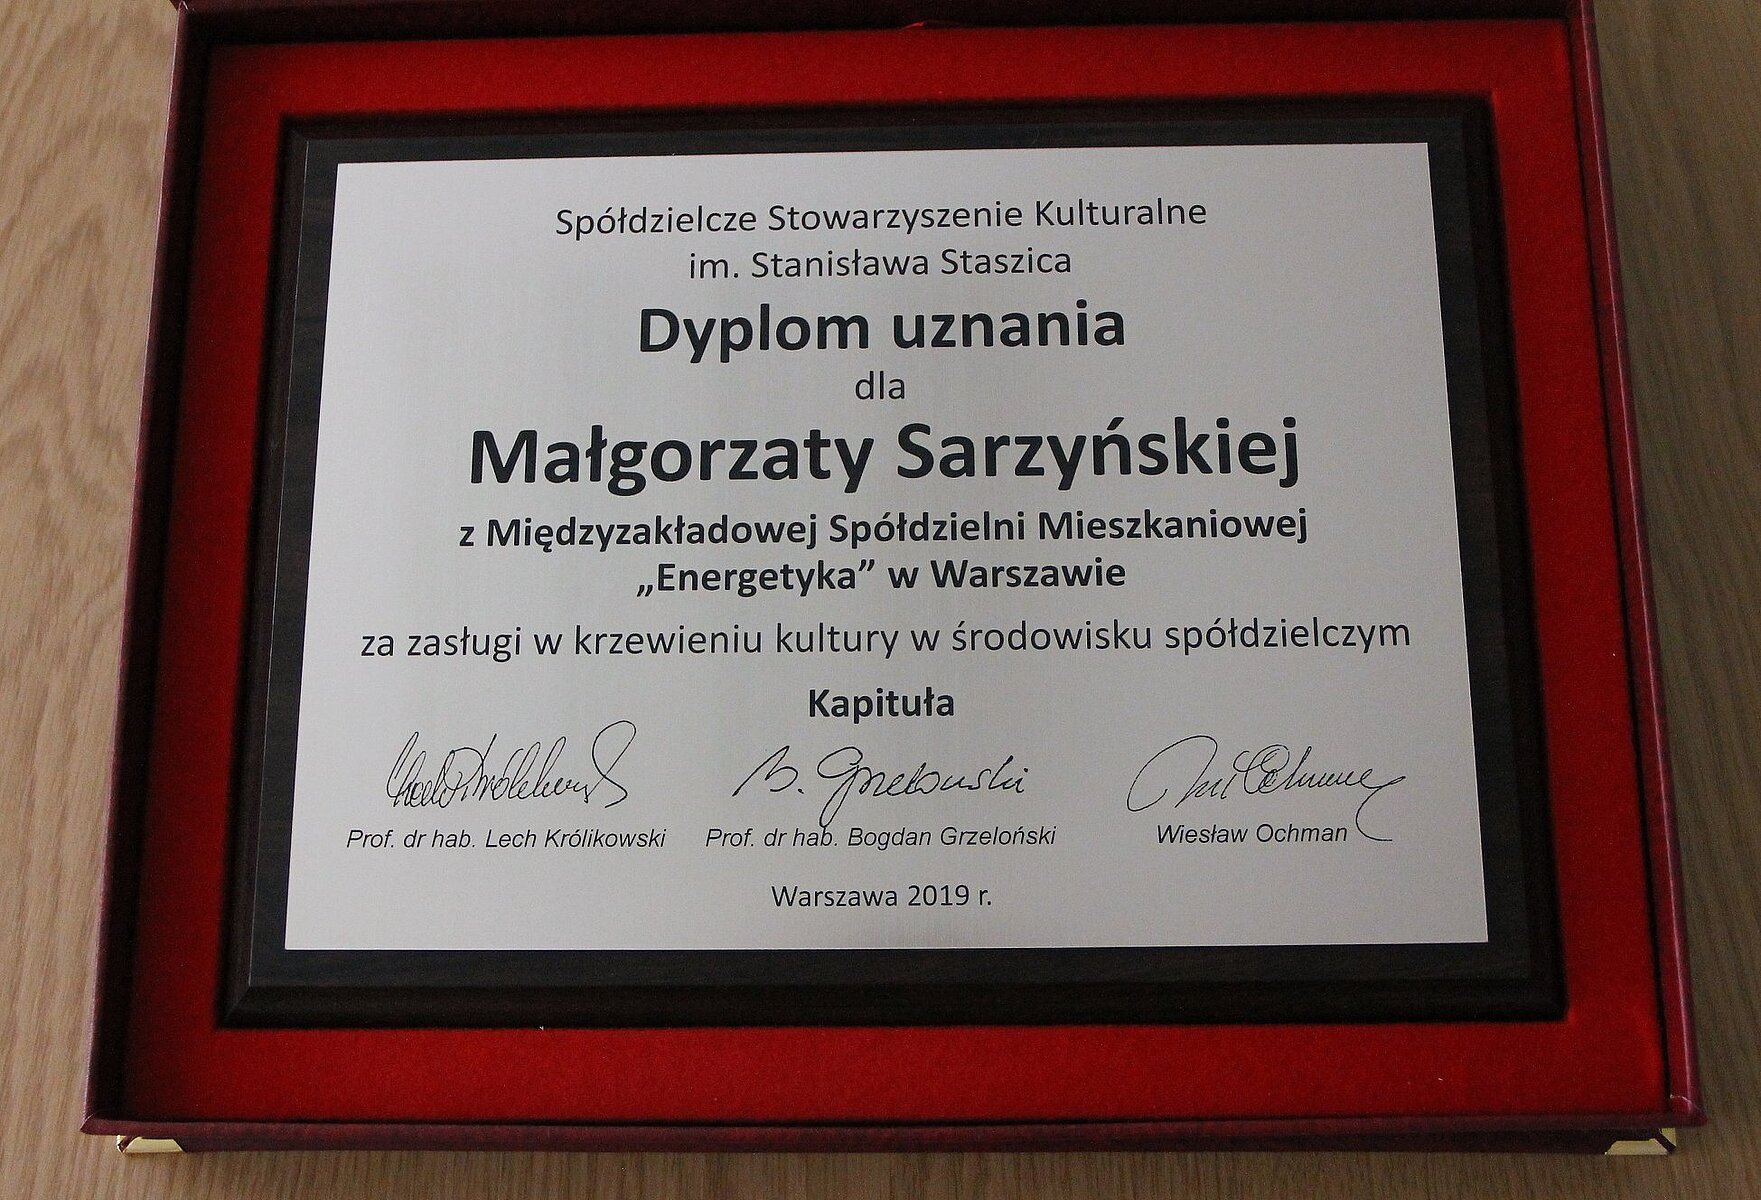 Spółdzielcze Stowarzyszenie Kulturalne
im. Stanisława Staszica
Dyplom uznania
dla
Małgorzaty Sarzyńskiej
z Międzyzakładowej Spółdzielni Mieszkaniowej
„Energetyka” w Warszawie
za zasługi w krzewieniu kultury w środowisku spółdzielczym
Kapituła
B. Grzeloński
Prof. dr hab. Lech Królikowski Prof. dr hab. Bogdan Grzeloński Wiesław Ochman
Warszawa 2019 r.